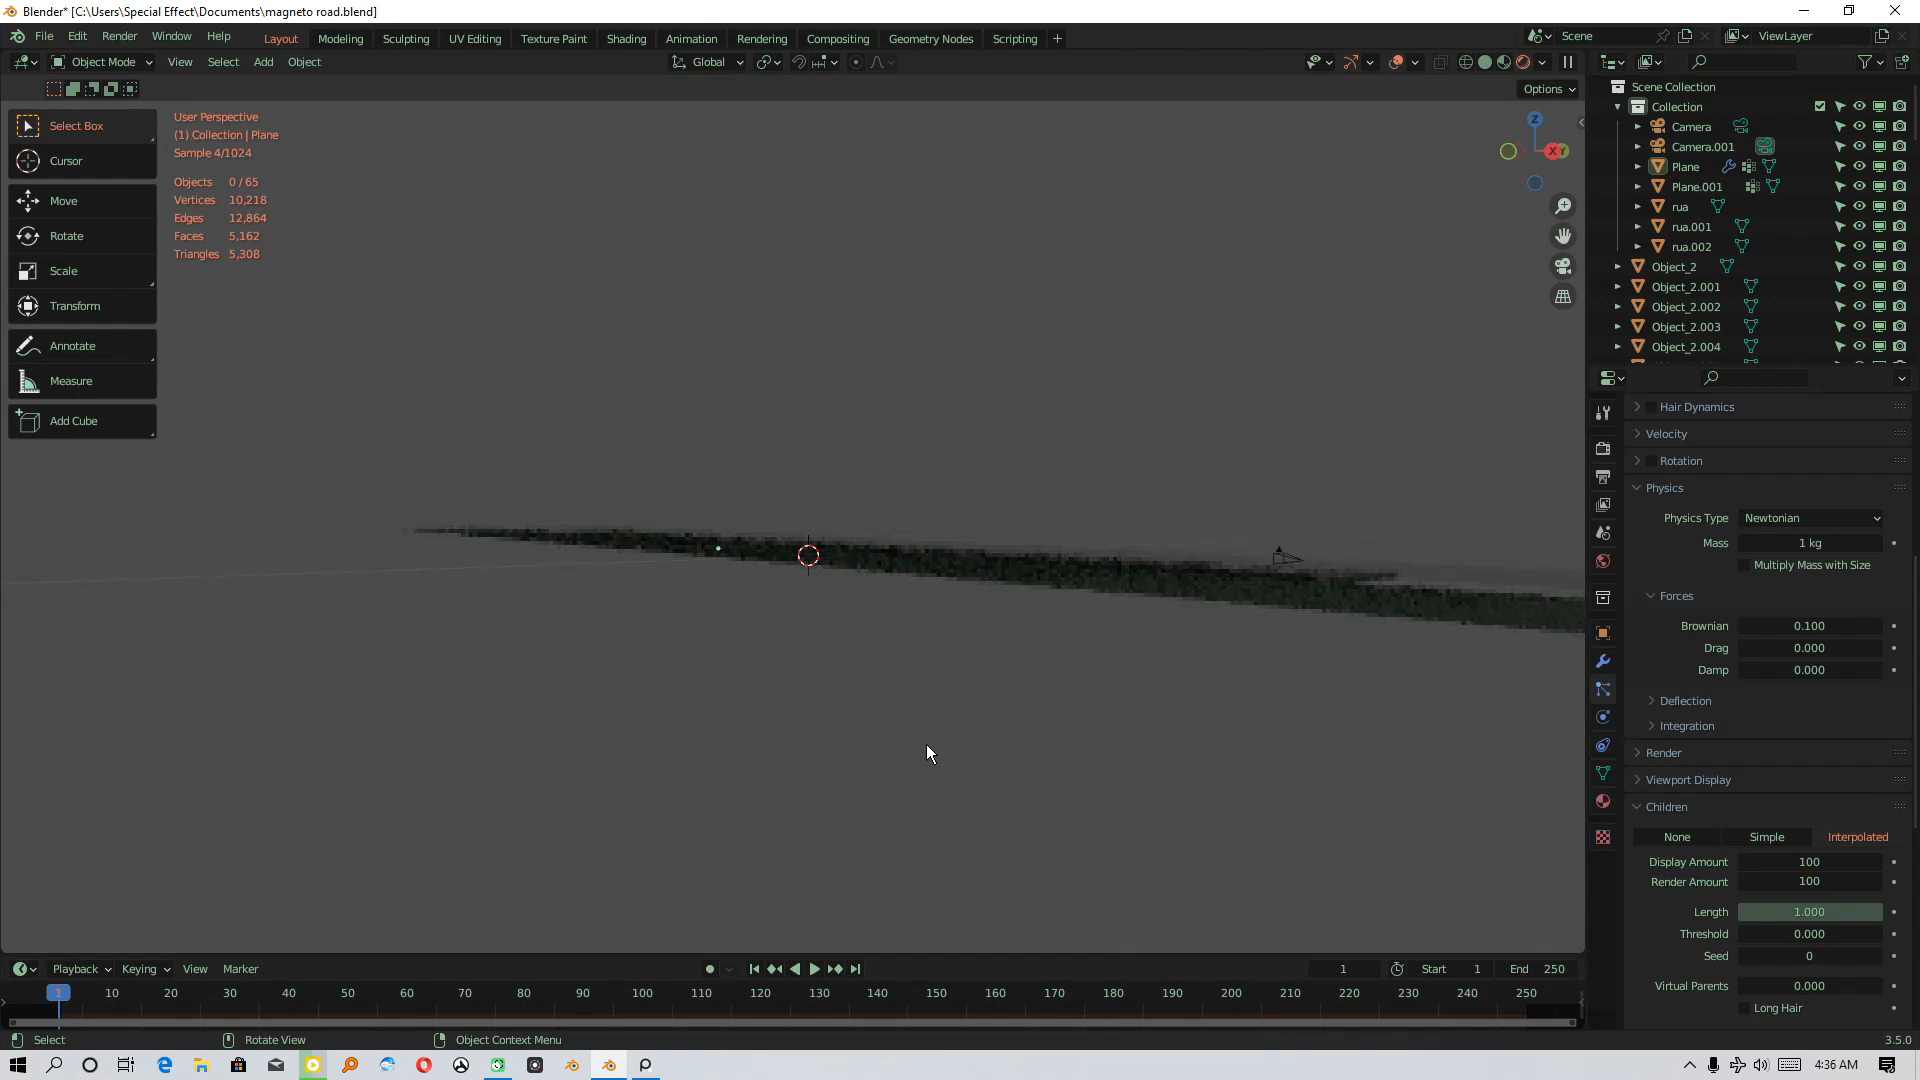 Blender* [C:\Users\Special Effect\Documents\magneto road.blend]
File Edit Render Window Help
Layout Modeling Sculpting UV Editing Texture Paint Shading Animation Rendering Compositing Geometry Nodes Scripting +
Scene
ViewLayer
Object Mode View Select Add Object
Global
Options
Select Box
Cursor
Move
Rotate
Scale
Transform
Annotate
Measure
Add Cube
User Perspective
(1) Collection | Plane
Sample 4/1024
Objects 0 / 65
Vertices 10,218
Edges 12,864
Faces 5,162
Triangles 5,308
Z
X Y
Scene Collection
Collection
Camera
Camera.001
Plane
Plane.001
rua
rua.001
rua.002
Object_2
Object_2.001
Object_2.002
Object_2.003
Object_2.004
Hair Dynamics
Velocity
Rotation
Physics
Physics Type Newtonian
Mass 1 kg
Multiply Mass with Size
Forces
Brownian 0.100
Drag 0.000
Damp 0.000
Deflection
Integration
Render
Viewport Display
Children
None Simple Interpolated
Display Amount 100
Render Amount 100
Length 1.000
Threshold 0.000
Seed 0
Virtual Parents 0.000
Long Hair
Playback Keying View Marker
1 Start 1 End 250
1 10 20 30 40 50 60 70 80 90 100 110 120 130 140 150 160 170 180 190 200 210 220 230 240 250
Select Rotate View Object Context Menu 3.5.0
4:36 AM